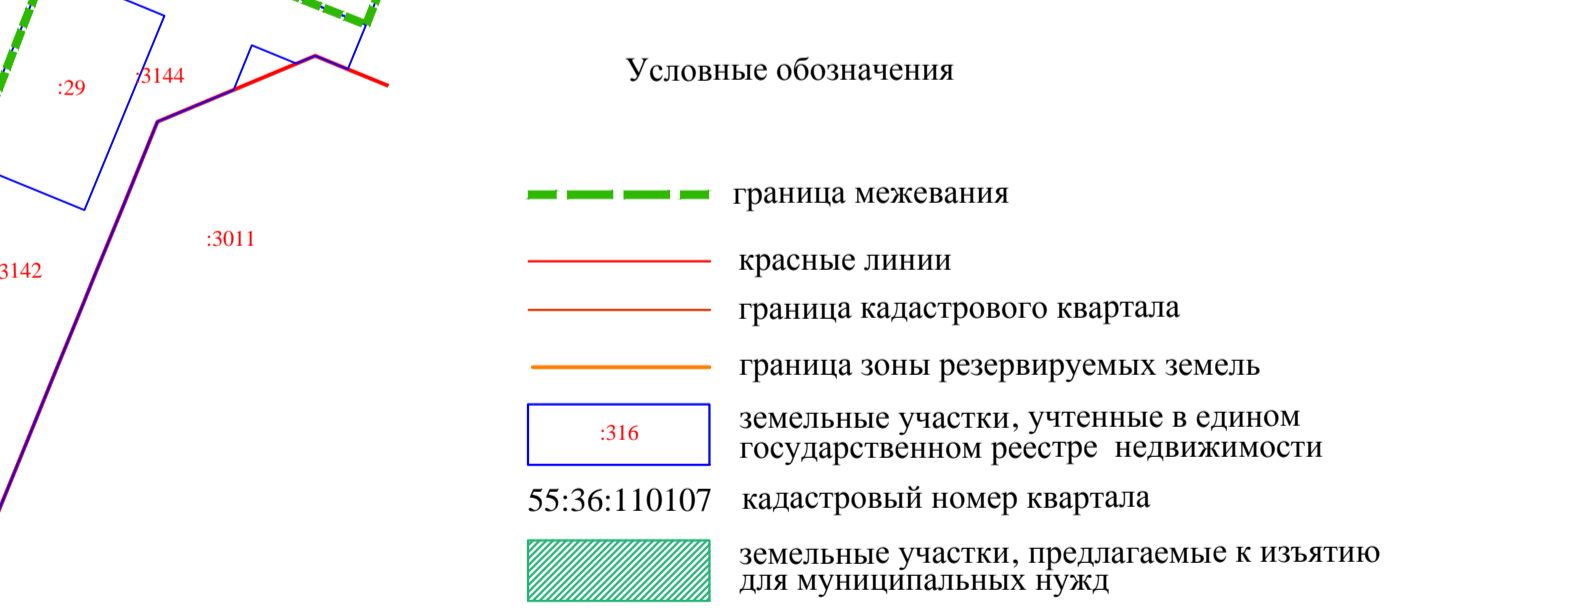 :29
:3144
:3011
3142
Условные обозначения
граница межевания
красные линии
граница кадастрового квартала
граница зоны резервируемых земель
:316
земельные участки, учтенные в едином
государственном реестре недвижимости
55:36:110107 кадастровый номер квартала
земельные участки, предлагаемые к изъятию
для муниципальных нужд